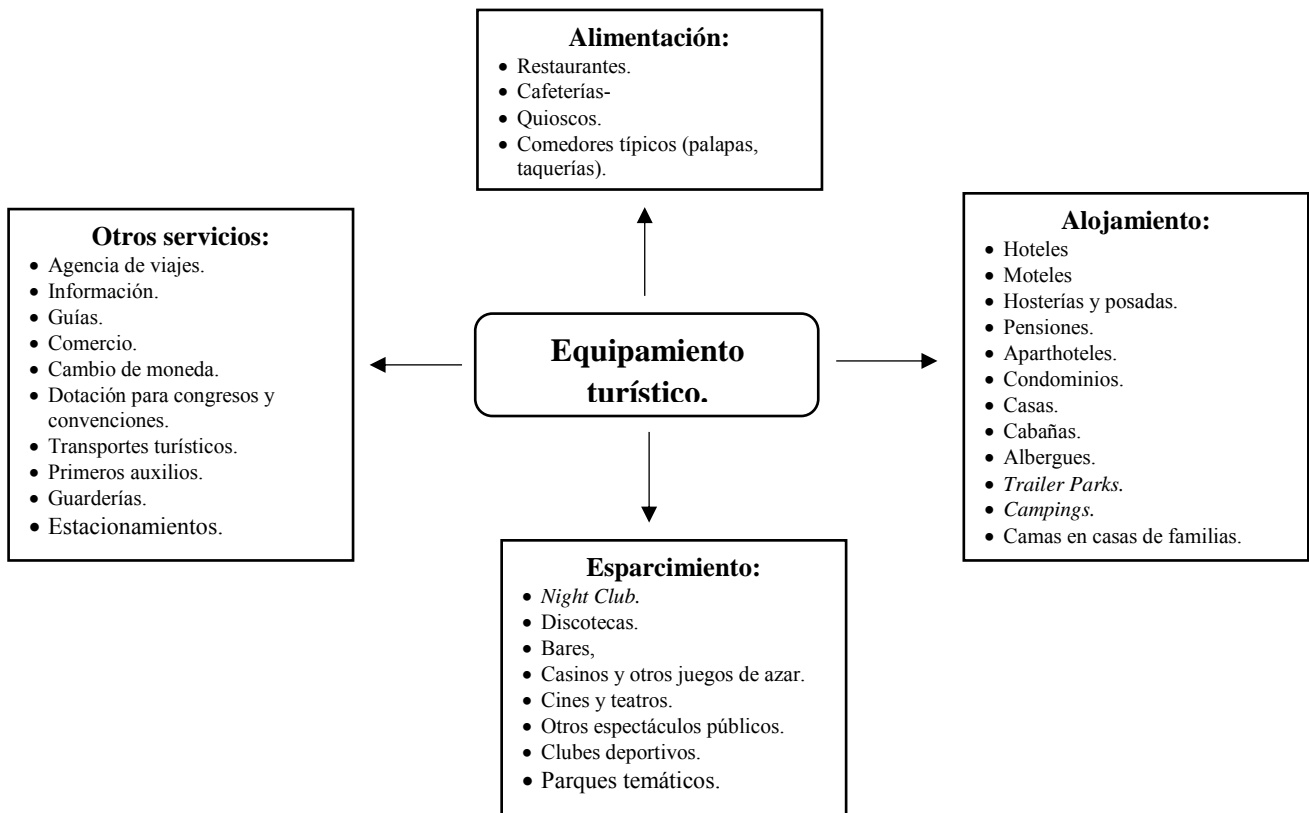 Alimentación:
• Restaurantes.
• Cafeterías-
• Quioscos.
• Comedores típicos (palapas,
taquerías).
Otros servicios:
• Agencia de viajes.
• Información.
• Guías.
• Comercio.
• Cambio de moneda.
• Dotación para congresos y
convenciones.
• Transportes turísticos.
• Primeros auxilios.
• Guarderías.
• Estacionamientos.
Equipamiento
turístico.
Alojamiento:
• Hoteles
• Moteles
• Hosterías y posadas.
• Pensiones.
• Aparthoteles.
• Condominios.
• Casas.
• Cabañas.
• Albergues.
• Trailer Parks.
• Campings.
• Camas en casas de familias.
Esparcimiento:
• Night Club.
• Discotecas.
• Bares,
• Casinos y otros juegos de azar.
• Cines y teatros.
• Otros espectáculos públicos.
• Clubes deportivos.
• Parques temáticos.